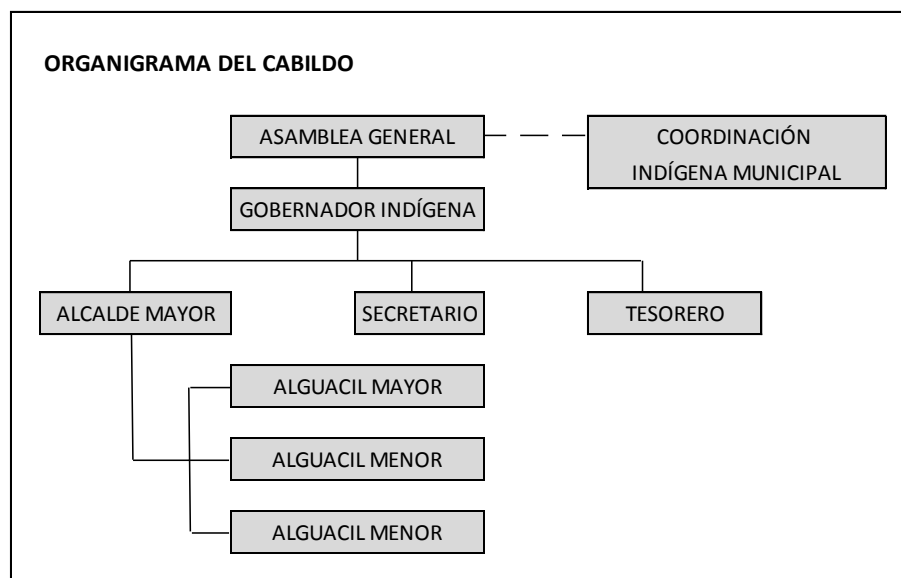 ORGANIGRAMA DEL CABILDO
ASAMBLEA GENERAL
COORDINACIÓN
INDÍGENA MUNICIPAL
GOBERNADOR INDÍGENA
ALCALDE MAYOR
SECRETARIO
TESORERO
ALGUACIL MAYOR
ALGUACIL MENOR
ALGUACIL MENOR